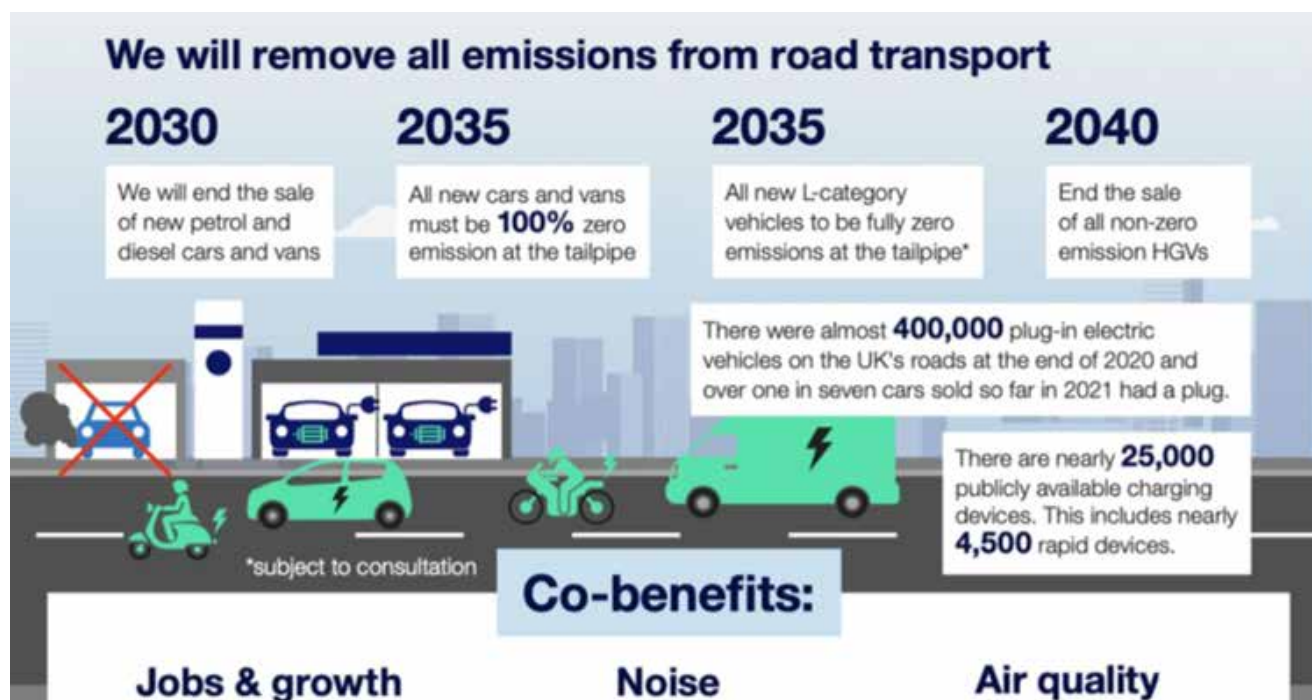 We will remove all emissions from road transport
2030
We will end the sale
of new petrol and
diesel cars and vans
2035
All new cars and vans
must be 100% zero
emission at the tailpipe
2035
All new L-category
vehicles to be fully zero
emissions at the tailpipe*
2040
End the sale
of all non-zero
emission HGVs
There were almost 400,000 plug-in electric
vehicles on the UK's roads at the end of 2020 and
over one in seven cars sold so far in 2021 had a plug.
There are nearly 25,000
publicly available charging
devices. This includes nearly
4,500 rapid devices.
*subject to consultation
Co-benefits:
Jobs & growth
Noise
Air quality